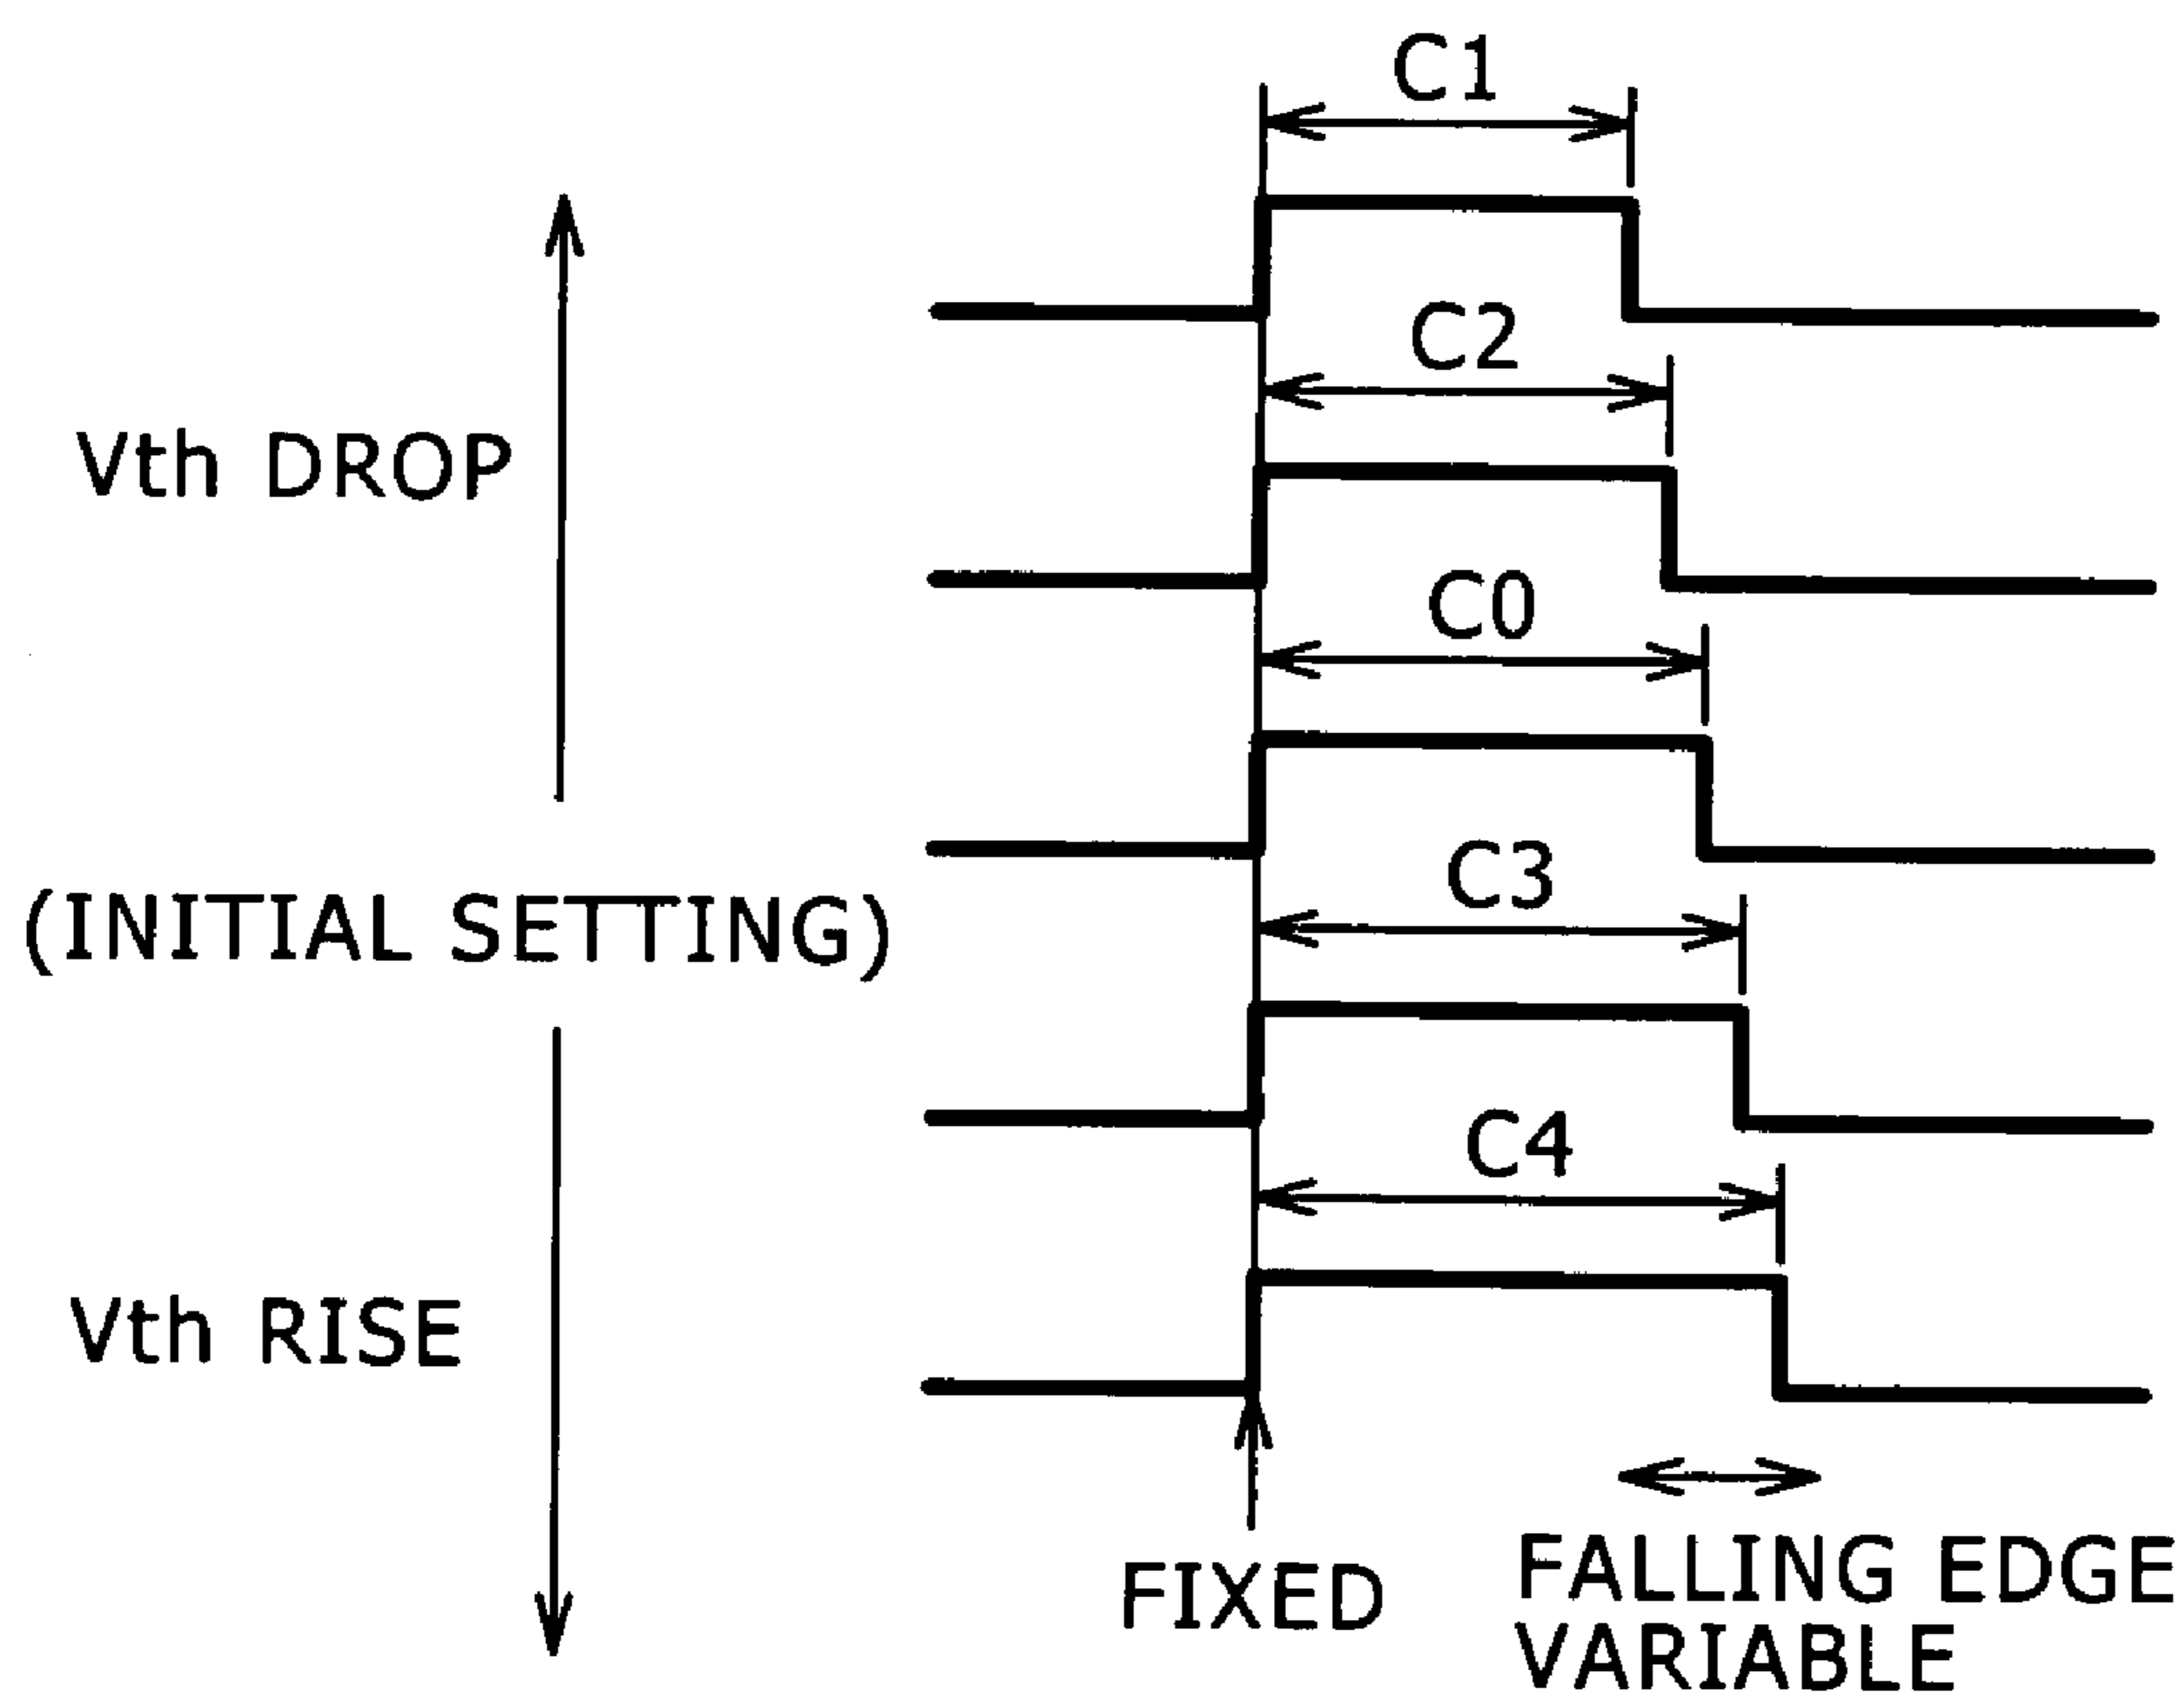 C1
C2
Vth DROP
C0
(INITIAL SETTING)
C3
C4
Vth RISE
FIXED
FALLING EDGE
VARIABLE